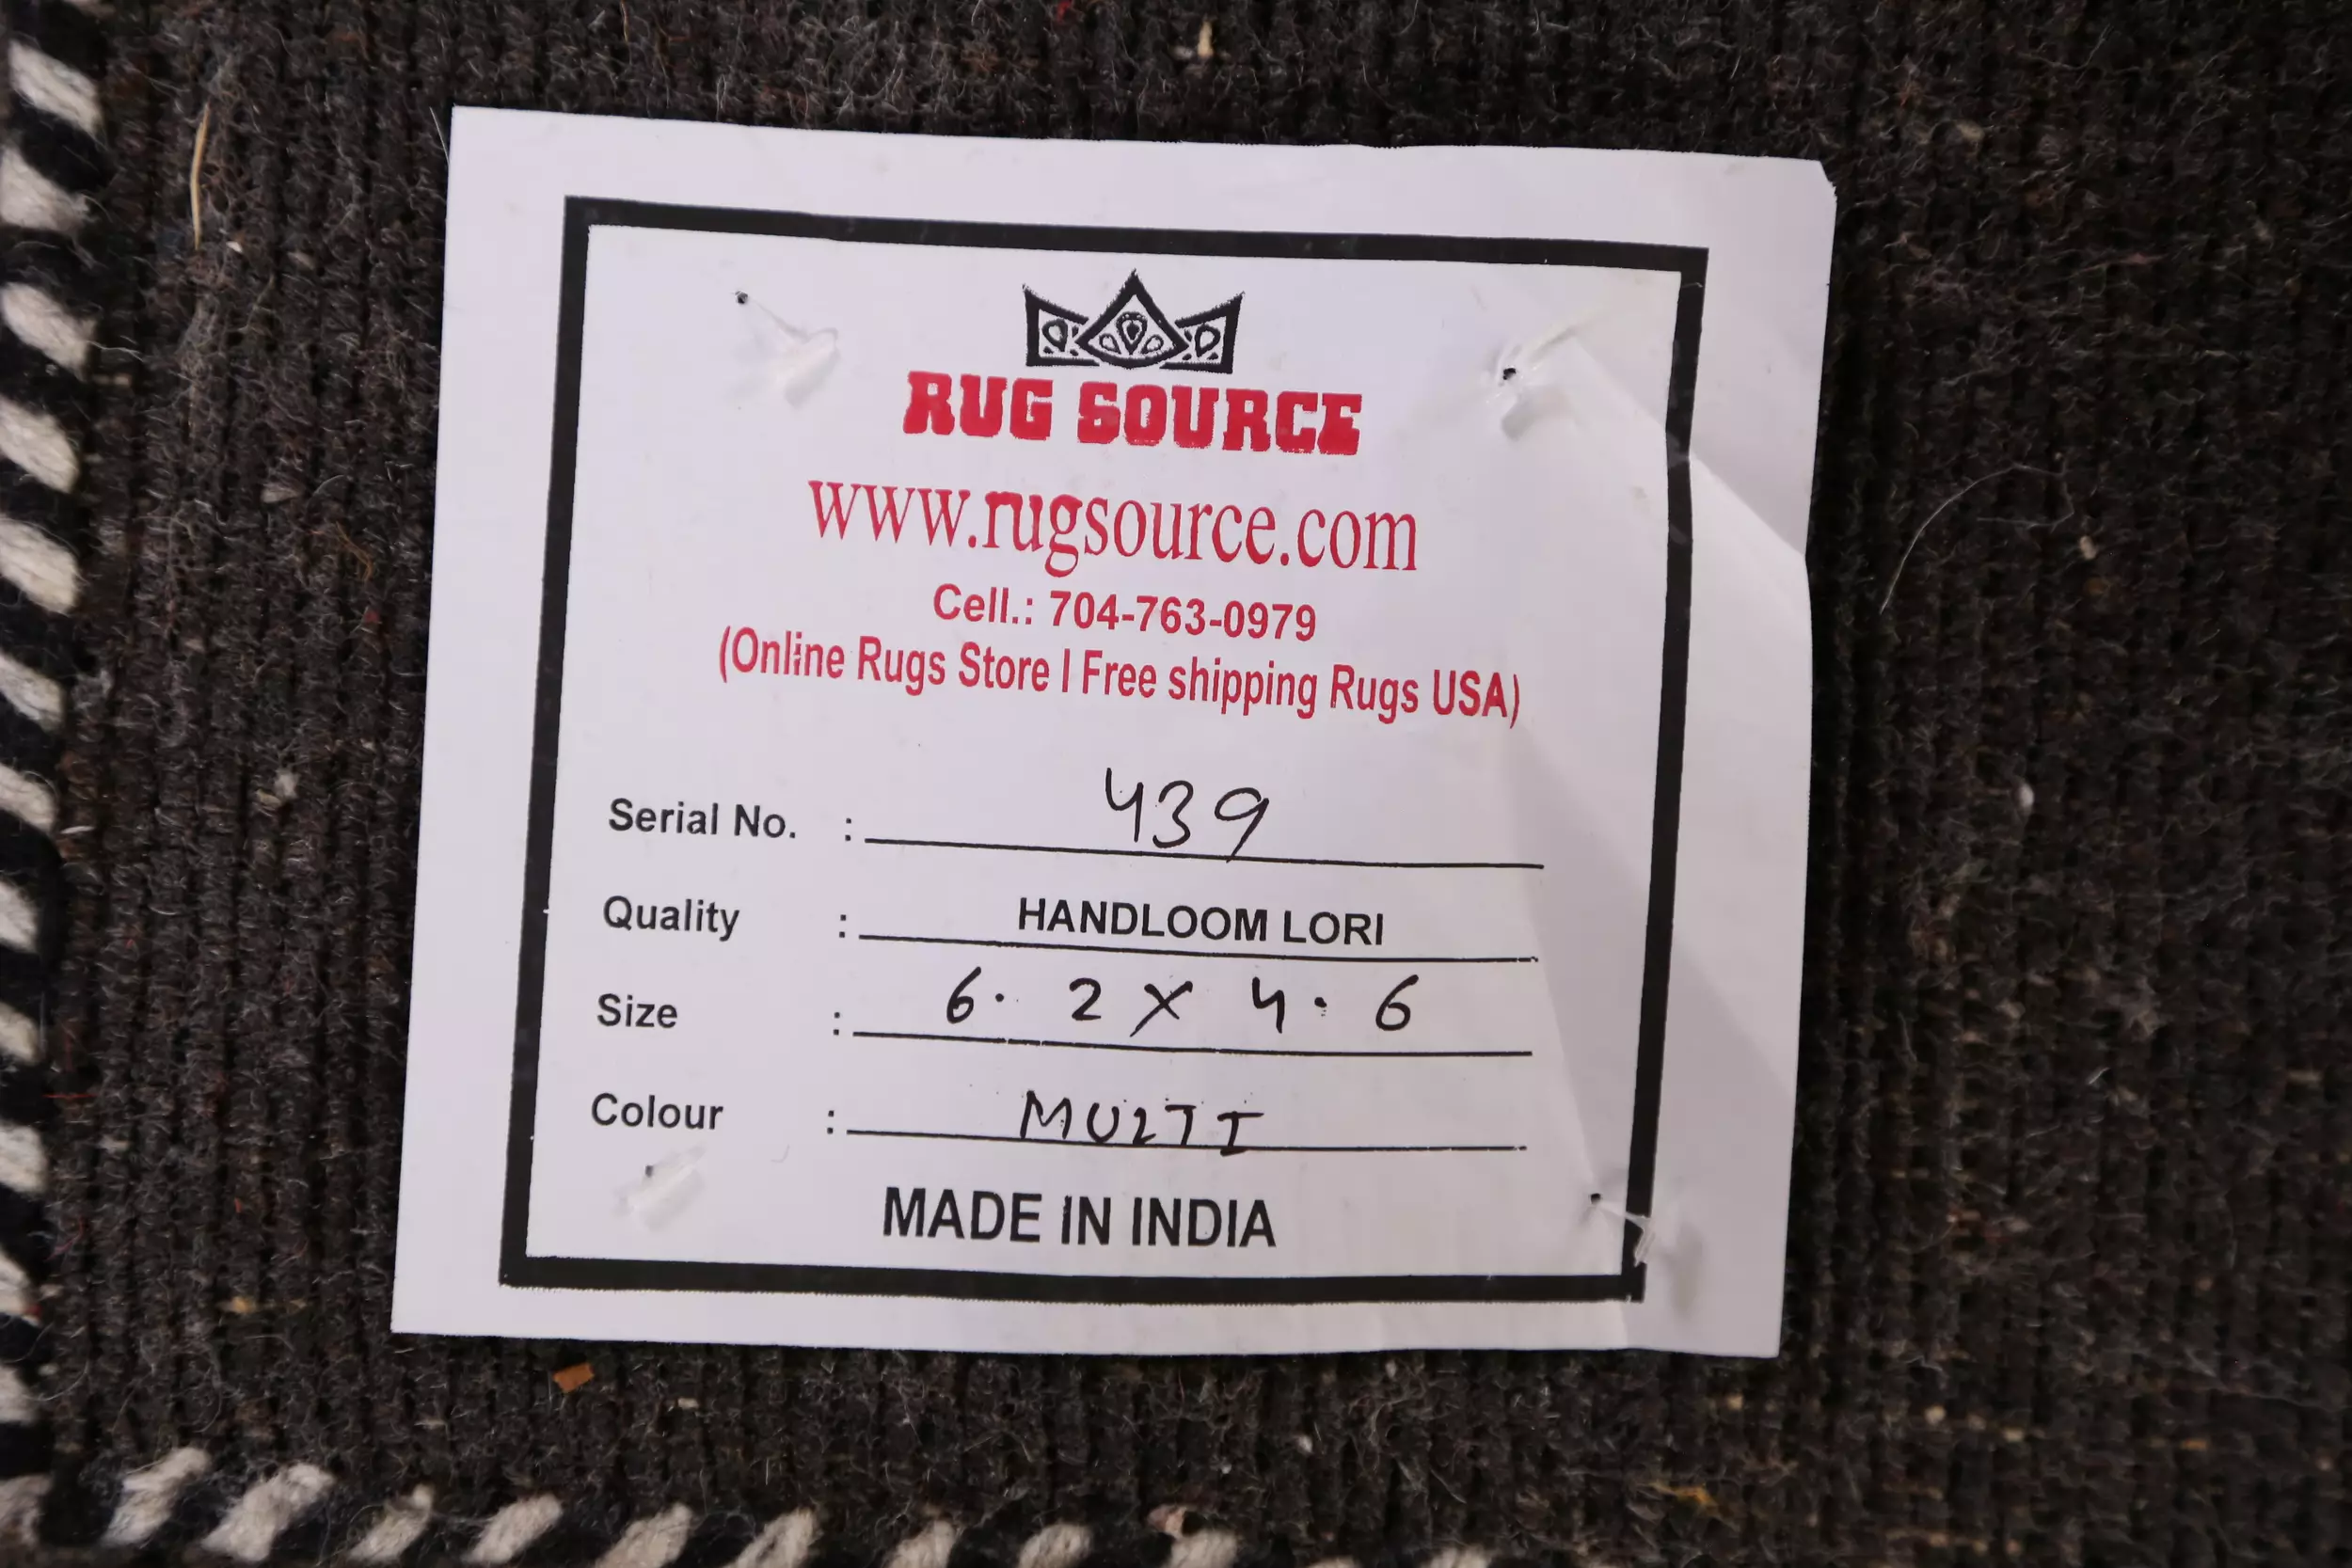 RUG SOURCE
www.rugsource.com
Cell.: 704-763-0979
(Online Rugs Store I Free shipping Rugs USA)
Serial No. : 439
Quality : HANDLOOM LORI
Size : 6. 2 X 4. 6
Colour : MULTI
MADE IN INDIA